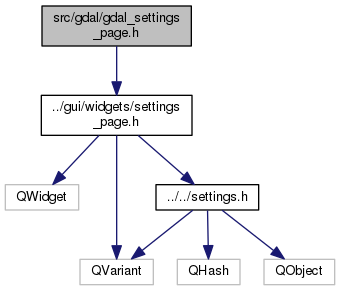 src/gdal/gdal_settings
_page.h
../gui/widgets/settings
_page.h
QWidget
../../settings.h
QVariant
QHash
QObject